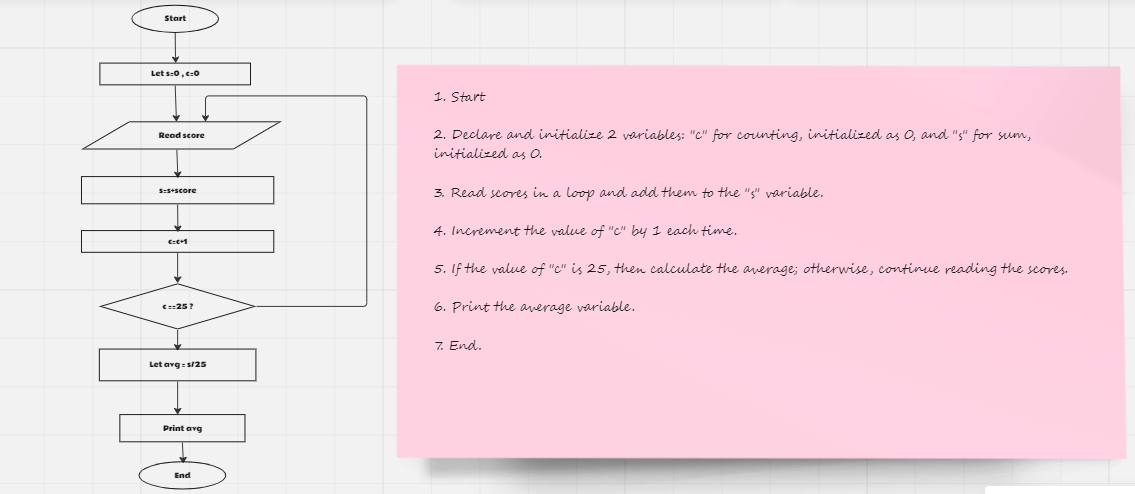 Start
Let s=0 , c=0
Read score
s=s+score
c=c+1
c ==25 ?
Let avg = s/25
Print avg
End
1. Start
2. Declare and initialize 2 variables: "c" for counting, initialized as 0, and "s" for sum,
initialized as 0.
3. Read scores in a loop and add them to the "s" variable.
4. Increment the value of "c" by 1 each time.
5. If the value of "c" is 25, then calculate the average; otherwise, continue reading the scores.
6. Print the average variable.
7. End.